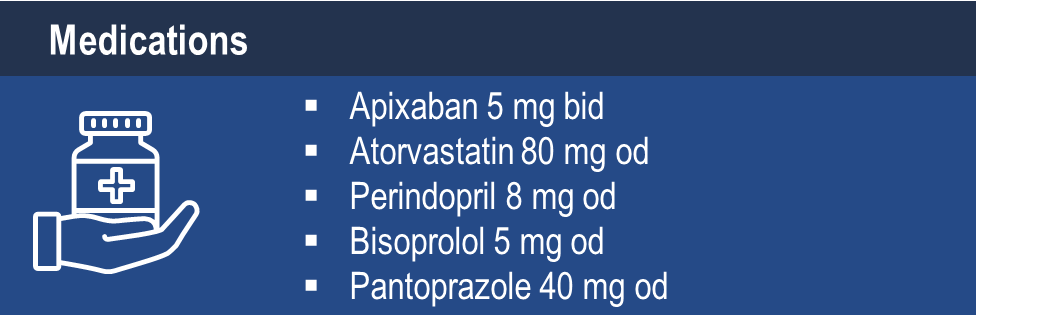 Medications
▪ Apixaban 5 mg bid
▪ Atorvastatin 80 mg od
▪ Perindopril 8 mg od
▪ Bisoprolol 5 mg od
▪ Pantoprazole 40 mg od